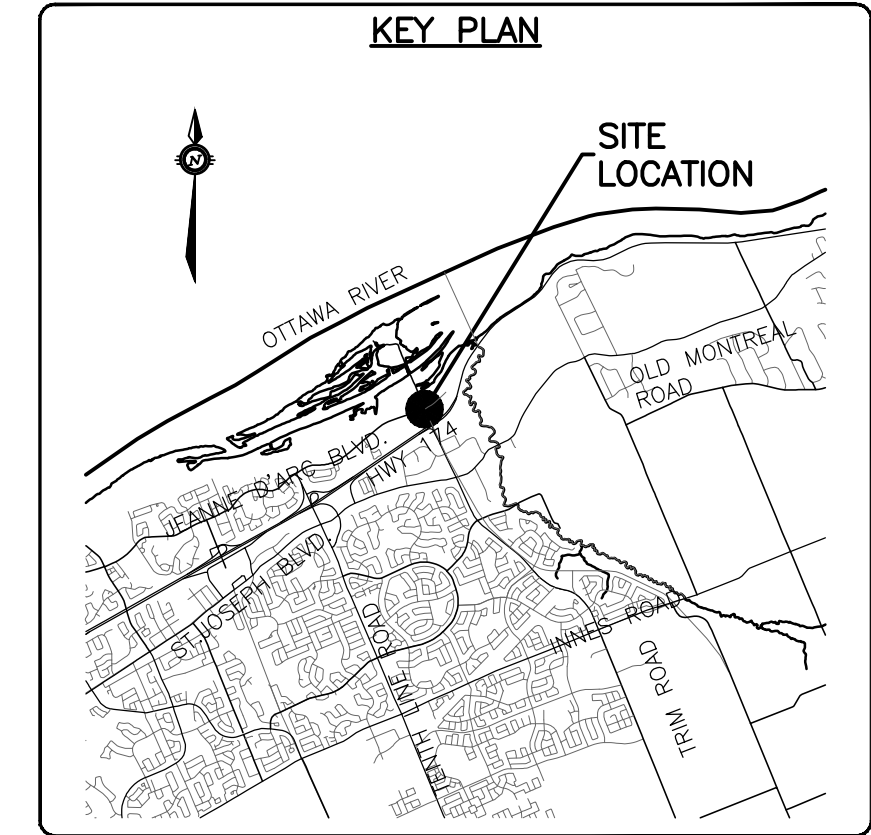 KEY PLAN
SITE
LOCATION
N
OTTAWA RIVER
OLD MONTREAL
ROAD
JEANNE D'ARC BLVD.
HWY 174
ST.JOSEPH BLVD.
TENTH LINE ROAD
INNES ROAD
TRIM ROAD